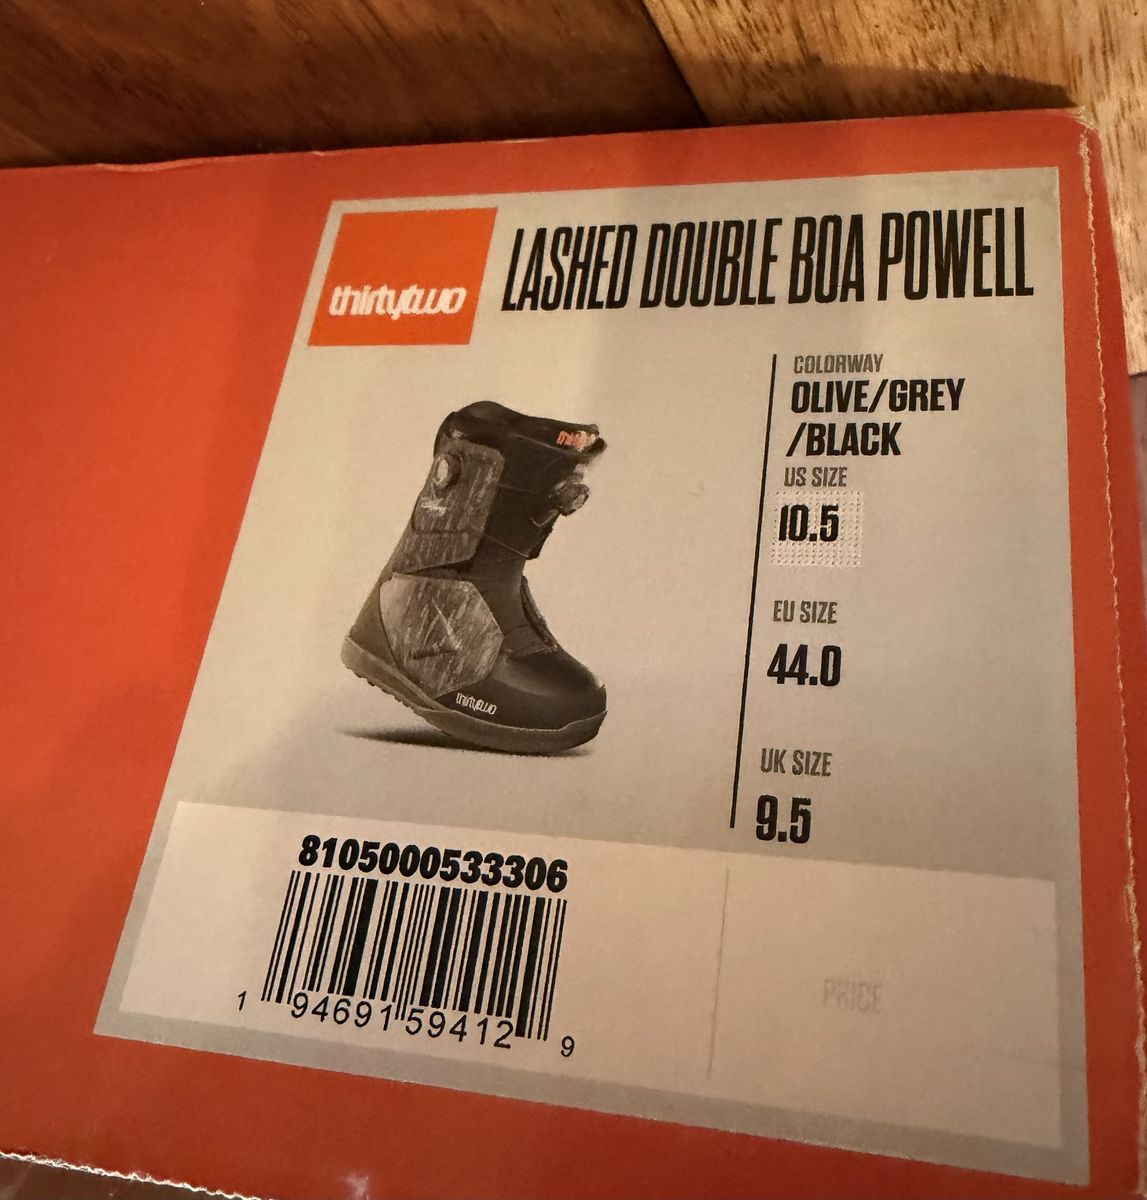 thirtytwo
LASHED DOUBLE BOA POWELL
COLORWAY
OLIVE/GREY
/BLACK
US SIZE
10.5
EU SIZE
44.0
UK SIZE
9.5
thirtytwo
8105000533306
1 94691 59412 9
PRICE